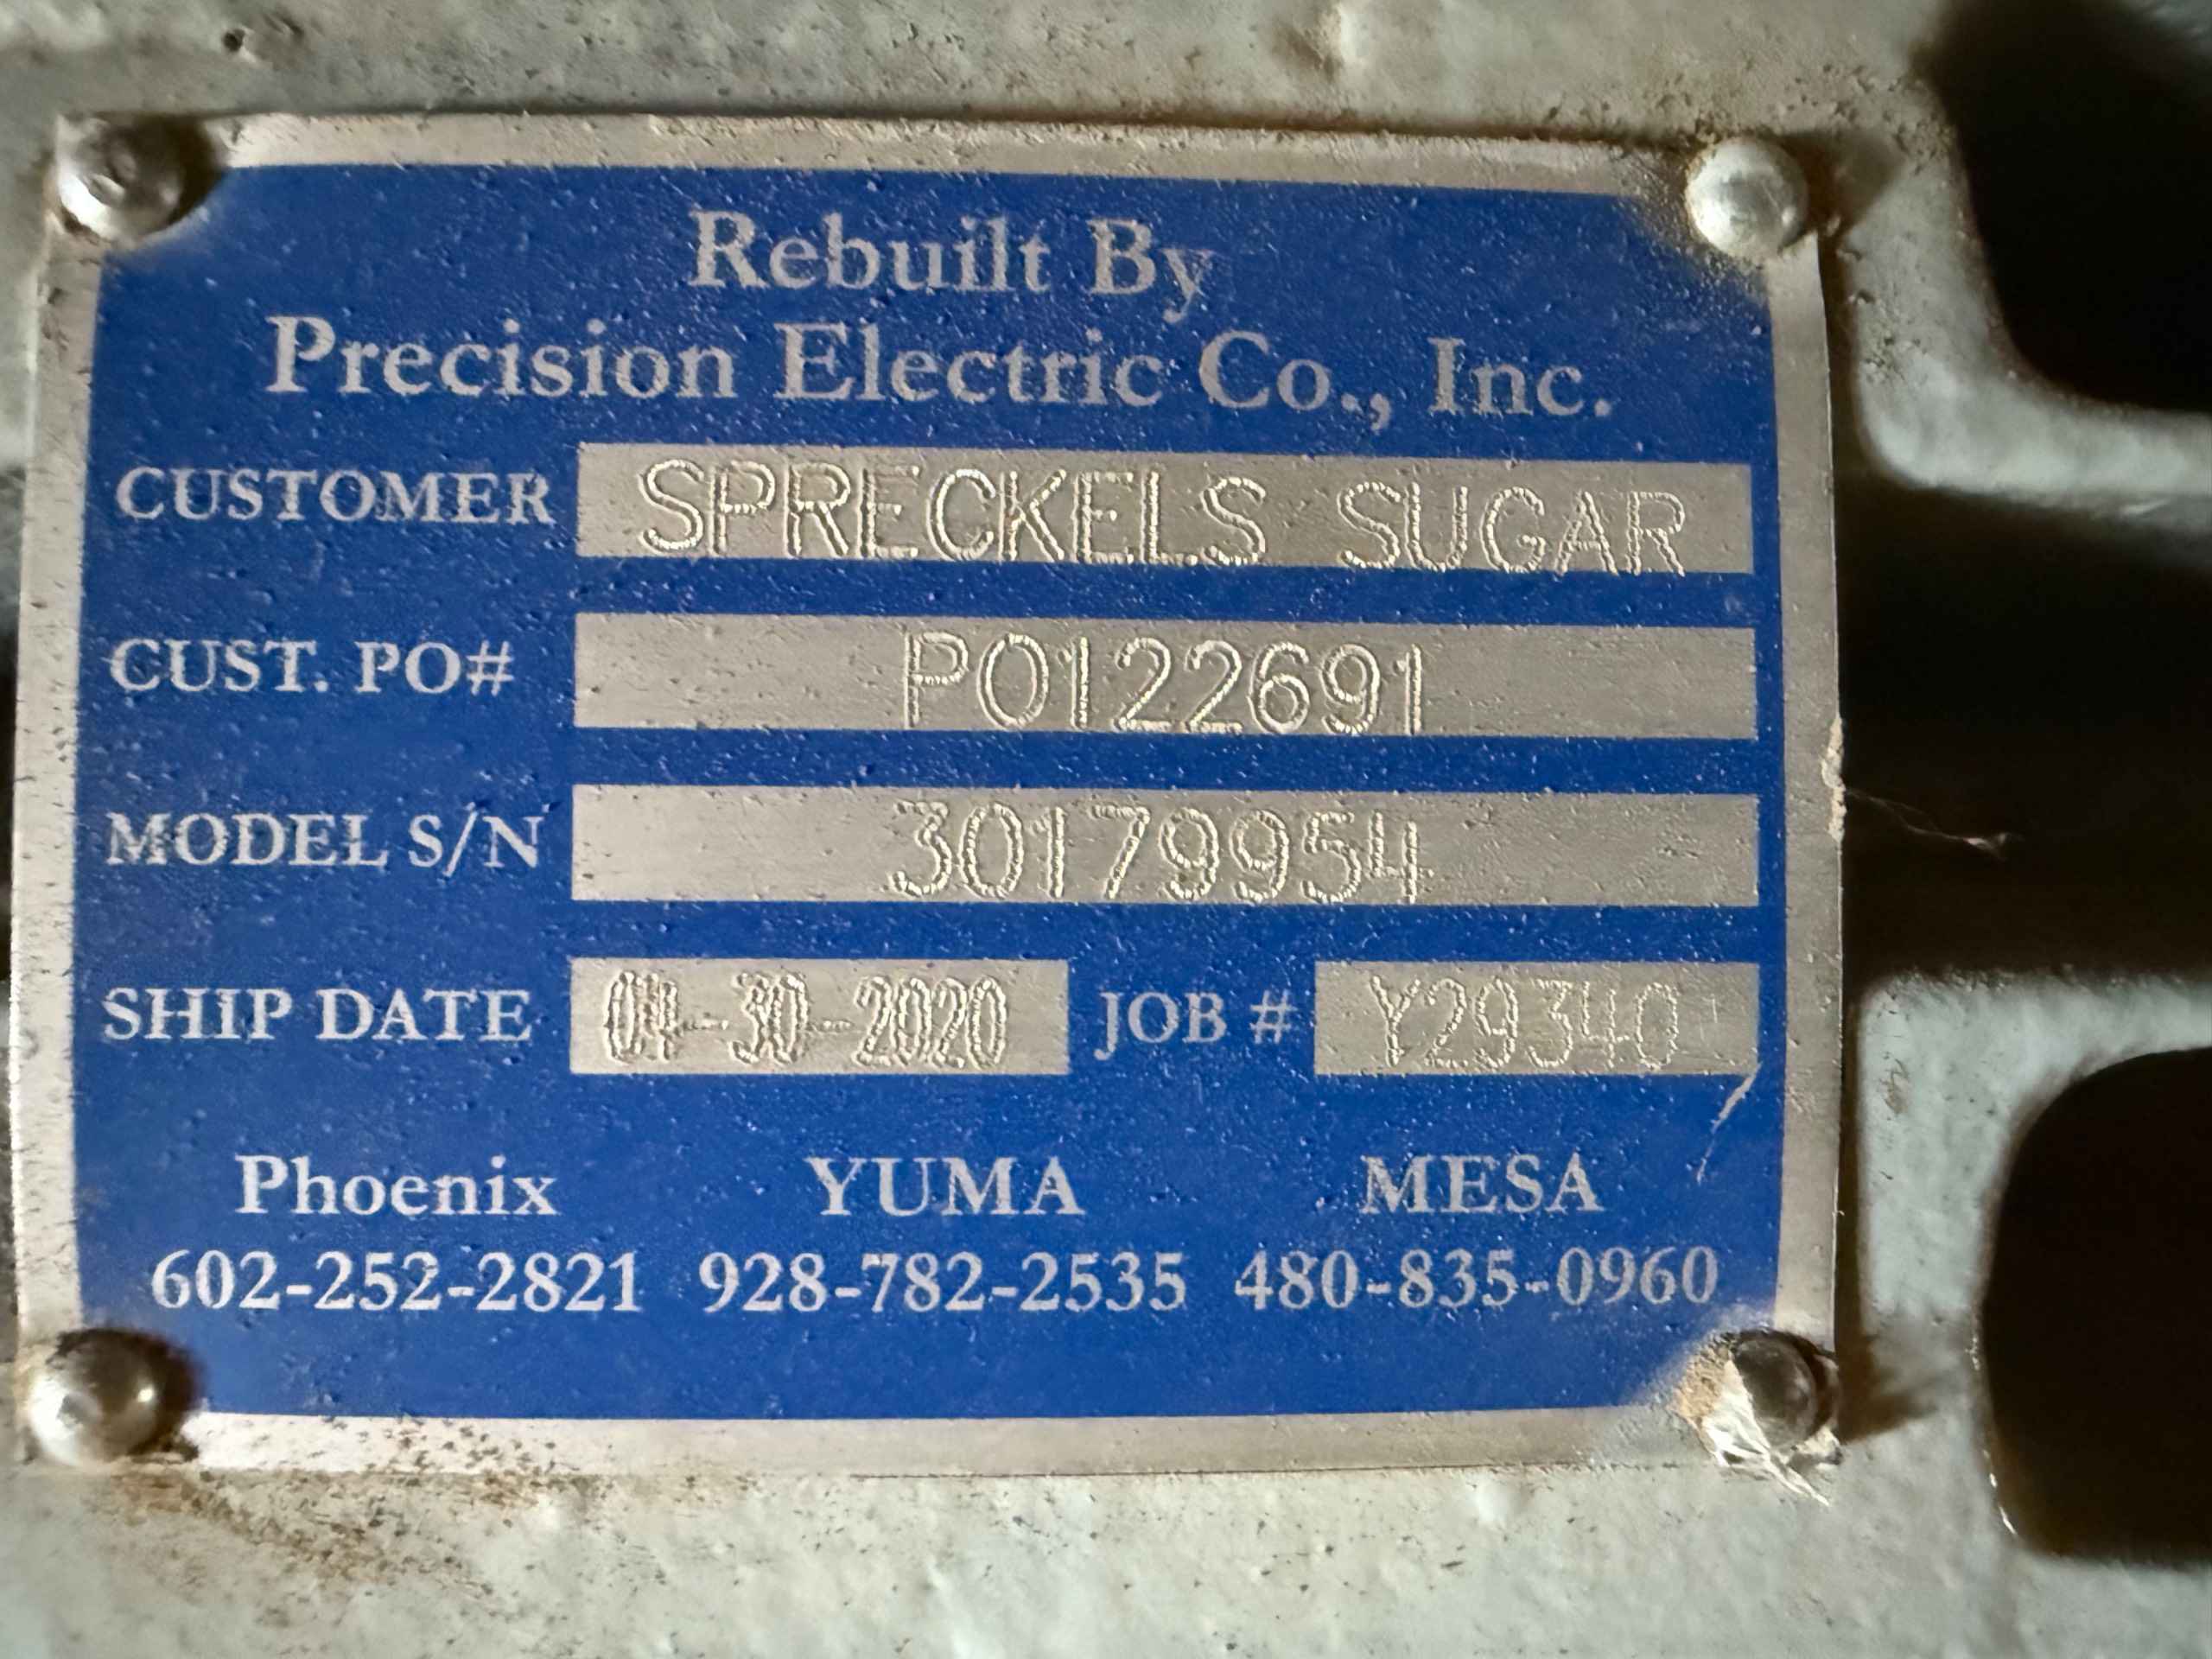 Rebuilt By
Precision Electric Co., Inc.
CUSTOMER SPRECKELS SUGAR
CUST. PO# PO122691
MODEL S/N 30179954
SHIP DATE 04-30-2020 JOB # Y29340
Phoenix YUMA MESA
602-252-2821 928-782-2535 480-835-0960